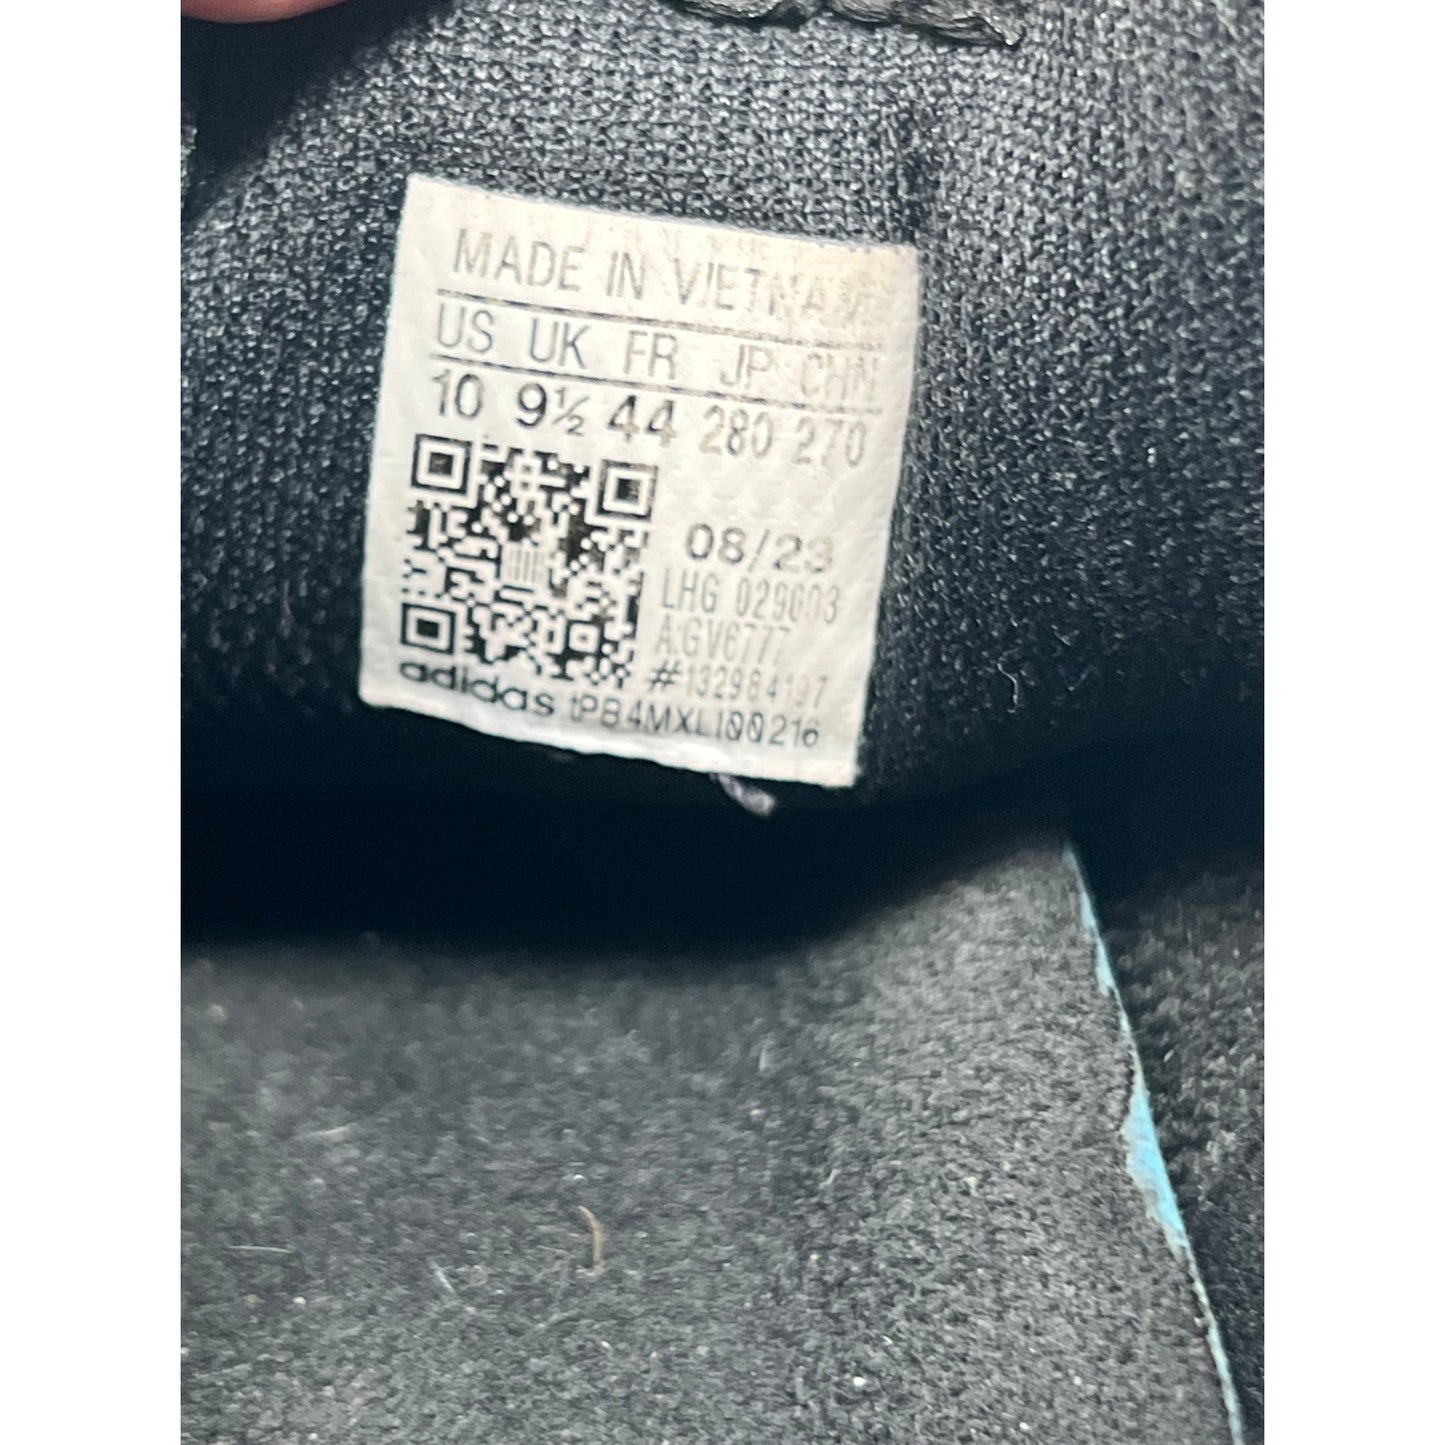 MADE IN VIETNAM
US UK FR JP CHN
10 9½ 44 280 270
08/23
LHG 029003
A:GV6777
#132984197
adidas tPB4MXLI00216